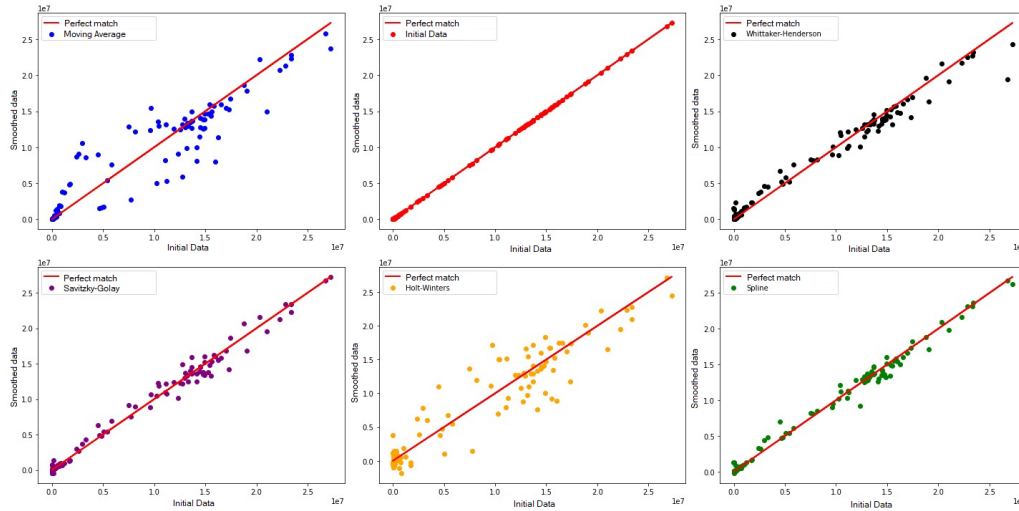 1e7
Perfect match
Moving Average
Smoothed data
2.5
2.0
1.5
1.0
0.5
0.0
0.0 0.5 1.0 1.5 2.0 2.5
Initial Data
1e7
1e7
Perfect match
Initial Data
Smoothed data
2.5
2.0
1.5
1.0
0.5
0.0
0.0 0.5 1.0 1.5 2.0 2.5
Initial Data
1e7
1e7
Perfect match
Whittaker-Henderson
Smoothed data
2.5
2.0
1.5
1.0
0.5
0.0
0.0 0.5 1.0 1.5 2.0 2.5
Initial Data
1e7
1e7
Perfect match
Savitzky-Golay
Smoothed data
2.5
2.0
1.5
1.0
0.5
0.0
0.0 0.5 1.0 1.5 2.0 2.5
Initial Data
1e7
1e7
Perfect match
Holt-Winters
Smoothed data
2.5
2.0
1.5
1.0
0.5
0.0
0.0 0.5 1.0 1.5 2.0 2.5
Initial Data
1e7
1e7
Perfect match
Spline
Smoothed data
2.5
2.0
1.5
1.0
0.5
0.0
0.0 0.5 1.0 1.5 2.0 2.5
Initial Data
1e7